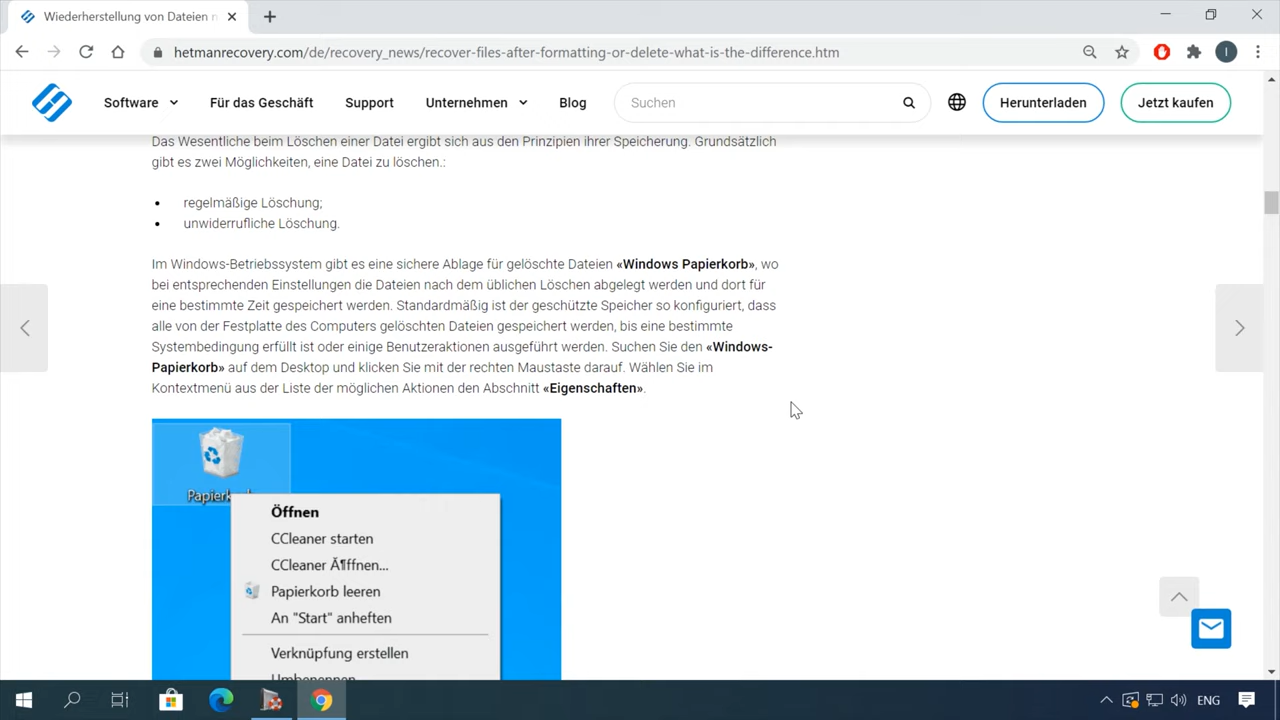 Wiederherstellung von Dateien n
hetmanrecovery.com/de/recovery_news/recover-files-after-formatting-or-delete-what-is-the-difference.htm
I
Software
Für das Geschäft
Support
Unternehmen
Blog
Suchen
Herunterladen
Jetzt kaufen
Das Wesentliche beim Löschen einer Datei ergibt sich aus den Prinzipien ihrer Speicherung. Grundsätzlich
gibt es zwei Möglichkeiten, eine Datei zu löschen.:
• regelmäßige Löschung;
• unwiderrufliche Löschung.
Im Windows-Betriebssystem gibt es eine sichere Ablage für gelöschte Dateien «Windows Papierkorb», wo
bei entsprechenden Einstellungen die Dateien nach dem üblichen Löschen abgelegt werden und dort für
eine bestimmte Zeit gespeichert werden. Standardmäßig ist der geschützte Speicher so konfiguriert, dass
alle von der Festplatte des Computers gelöschten Dateien gespeichert werden, bis eine bestimmte
Systembedingung erfüllt ist oder einige Benutzeraktionen ausgeführt werden. Suchen Sie den «Windows-
Papierkorb» auf dem Desktop und klicken Sie mit der rechten Maustaste darauf. Wählen Sie im
Kontextmenü aus der Liste der möglichen Aktionen den Abschnitt «Eigenschaften».
Öffnen
CCleaner starten
CCleaner Ã¶ffnen...
Papierkorb leeren
An "Start" anheften
Verknüpfung erstellen
Umbenennen
ENG